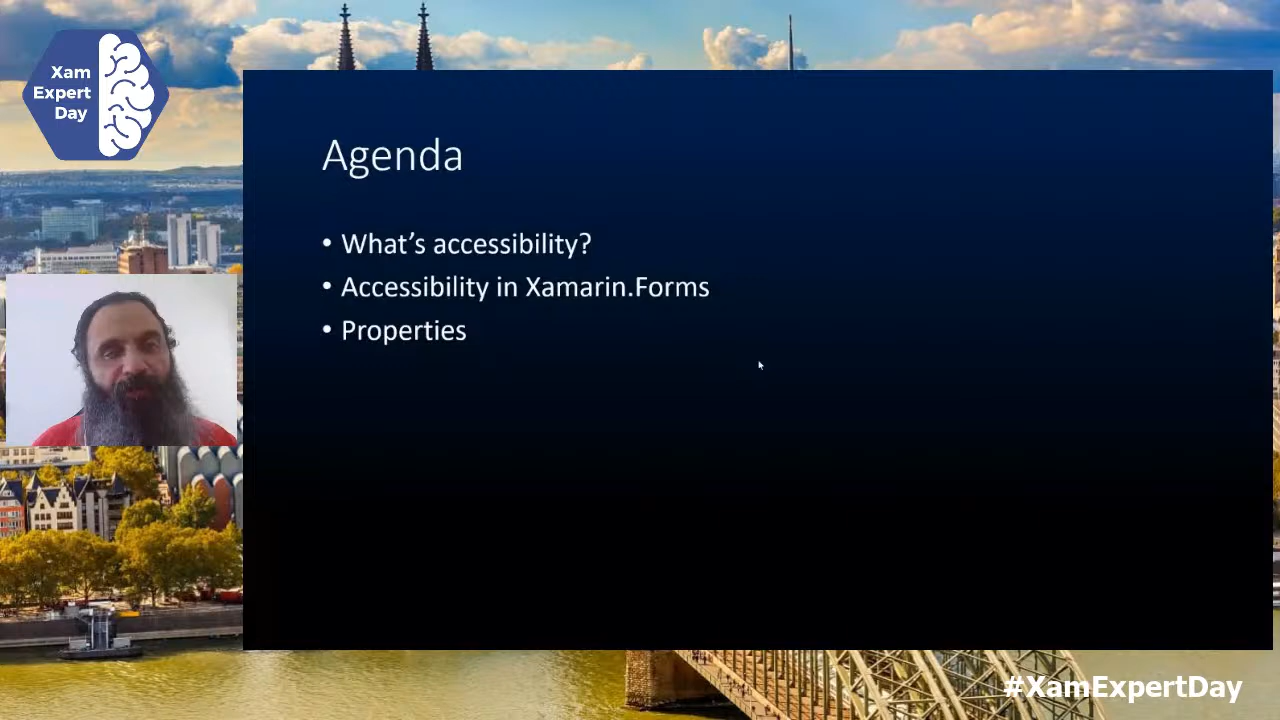 Xam
Expert
Day
Agenda
• What’s accessibility?
• Accessibility in Xamarin.Forms
• Properties
#XamExpertDay